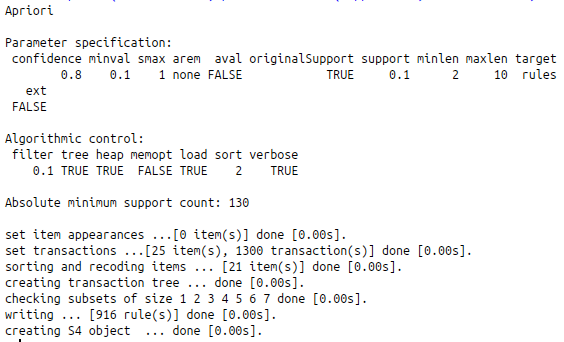 Apriori
Parameter specification:
confidence minval smax arem aval originalSupport support minlen maxlen target
0.8 0.1 1 none FALSE TRUE 0.1 2 10 rules
ext
FALSE
Algorithmic control:
filter tree heap memopt load sort verbose
0.1 TRUE TRUE FALSE TRUE 2 TRUE
Absolute minimum support count: 130
set item appearances ...[0 item(s)] done [0.00s].
set transactions ...[25 item(s), 1300 transaction(s)] done [0.00s].
sorting and recoding items ... [21 item(s)] done [0.00s].
creating transaction tree ... done [0.00s].
checking subsets of size 1 2 3 4 5 6 7 done [0.00s].
writing ... [916 rule(s)] done [0.00s].
creating S4 object ... done [0.00s].